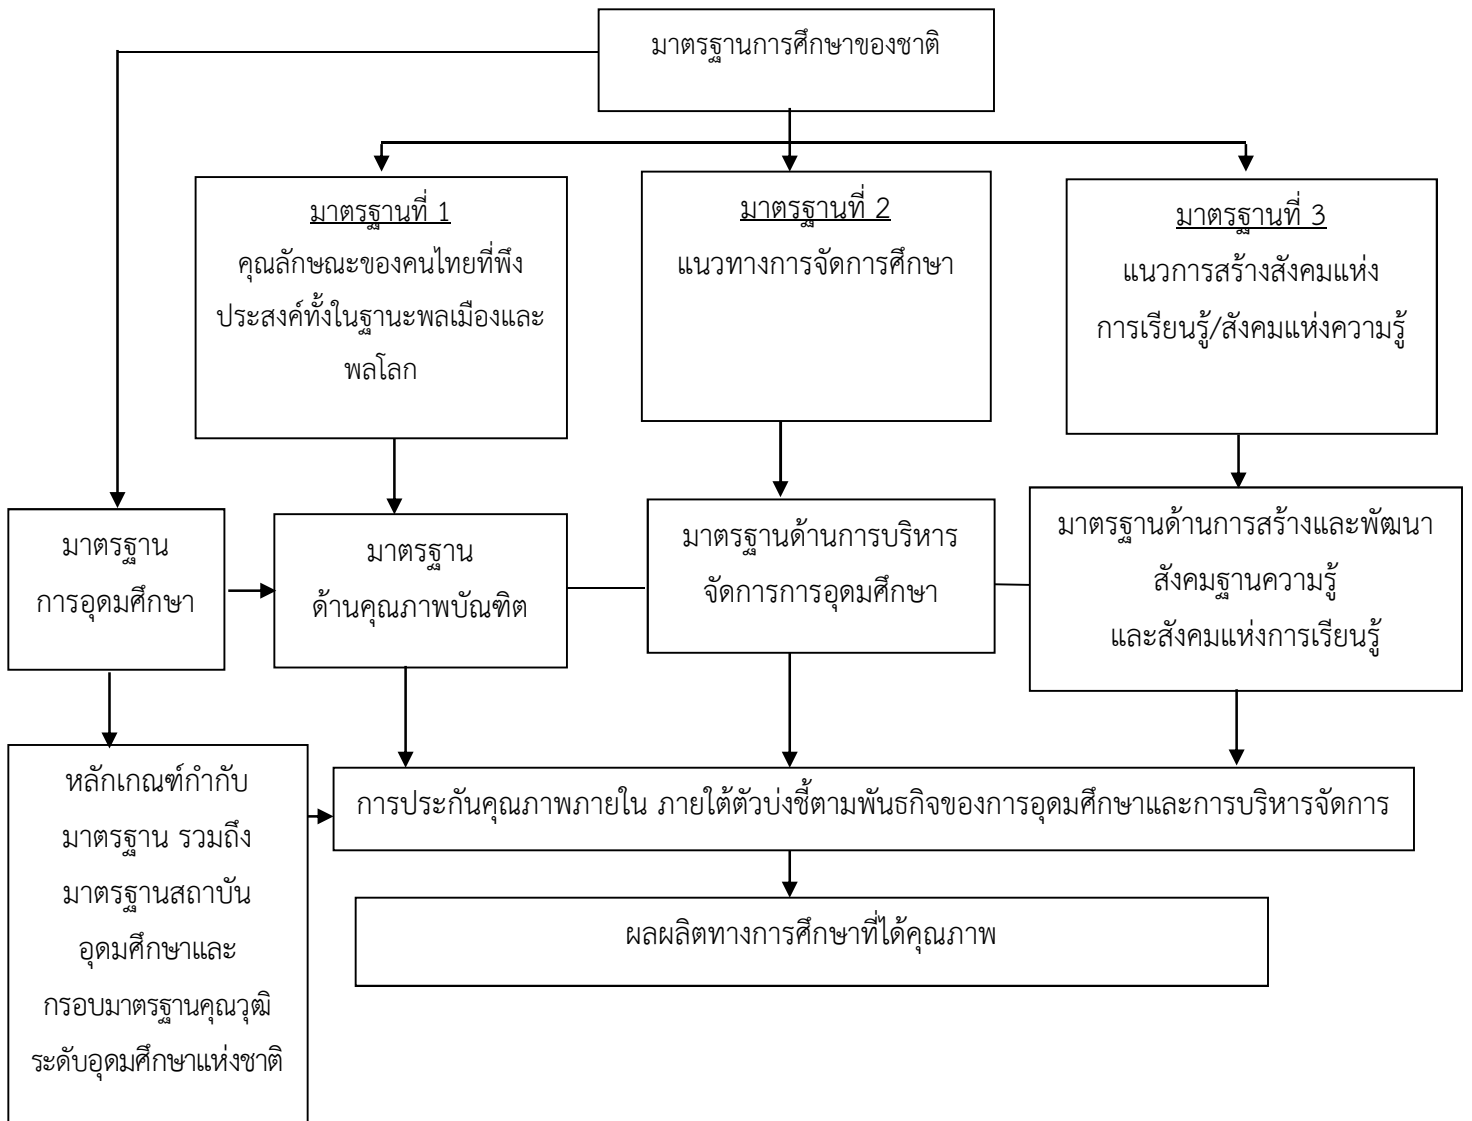 มาตรฐานการศึกษาของชาติ
มาตรฐานที่ 1
คุณลักษณะของคนไทยที่พึง
ประสงค์ทั้งในฐานะพลเมืองและ
พลโลก
มาตรฐานที่ 2
แนวทางการจัดการศึกษา
มาตรฐานที่ 3
แนวการสร้างสังคมแห่ง
การเรียนรู้/สังคมแห่งความรู้
มาตรฐาน
การอุดมศึกษา
มาตรฐาน
ด้านคุณภาพบัณฑิต
มาตรฐานด้านการบริหาร
จัดการการอุดมศึกษา
มาตรฐานด้านการสร้างและพัฒนา
สังคมฐานความรู้
และสังคมแห่งการเรียนรู้
หลักเกณฑ์กำกับ
มาตรฐาน รวมถึง
มาตรฐานสถาบัน
อุดมศึกษาและ
กรอบมาตรฐานคุณวุฒิ
ระดับอุดมศึกษาแห่งชาติ
การประกันคุณภาพภายใน ภายใต้ตัวบ่งชี้ตามพันธกิจของการอุดมศึกษาและการบริหารจัดการ
ผลผลิตทางการศึกษาที่ได้คุณภาพ